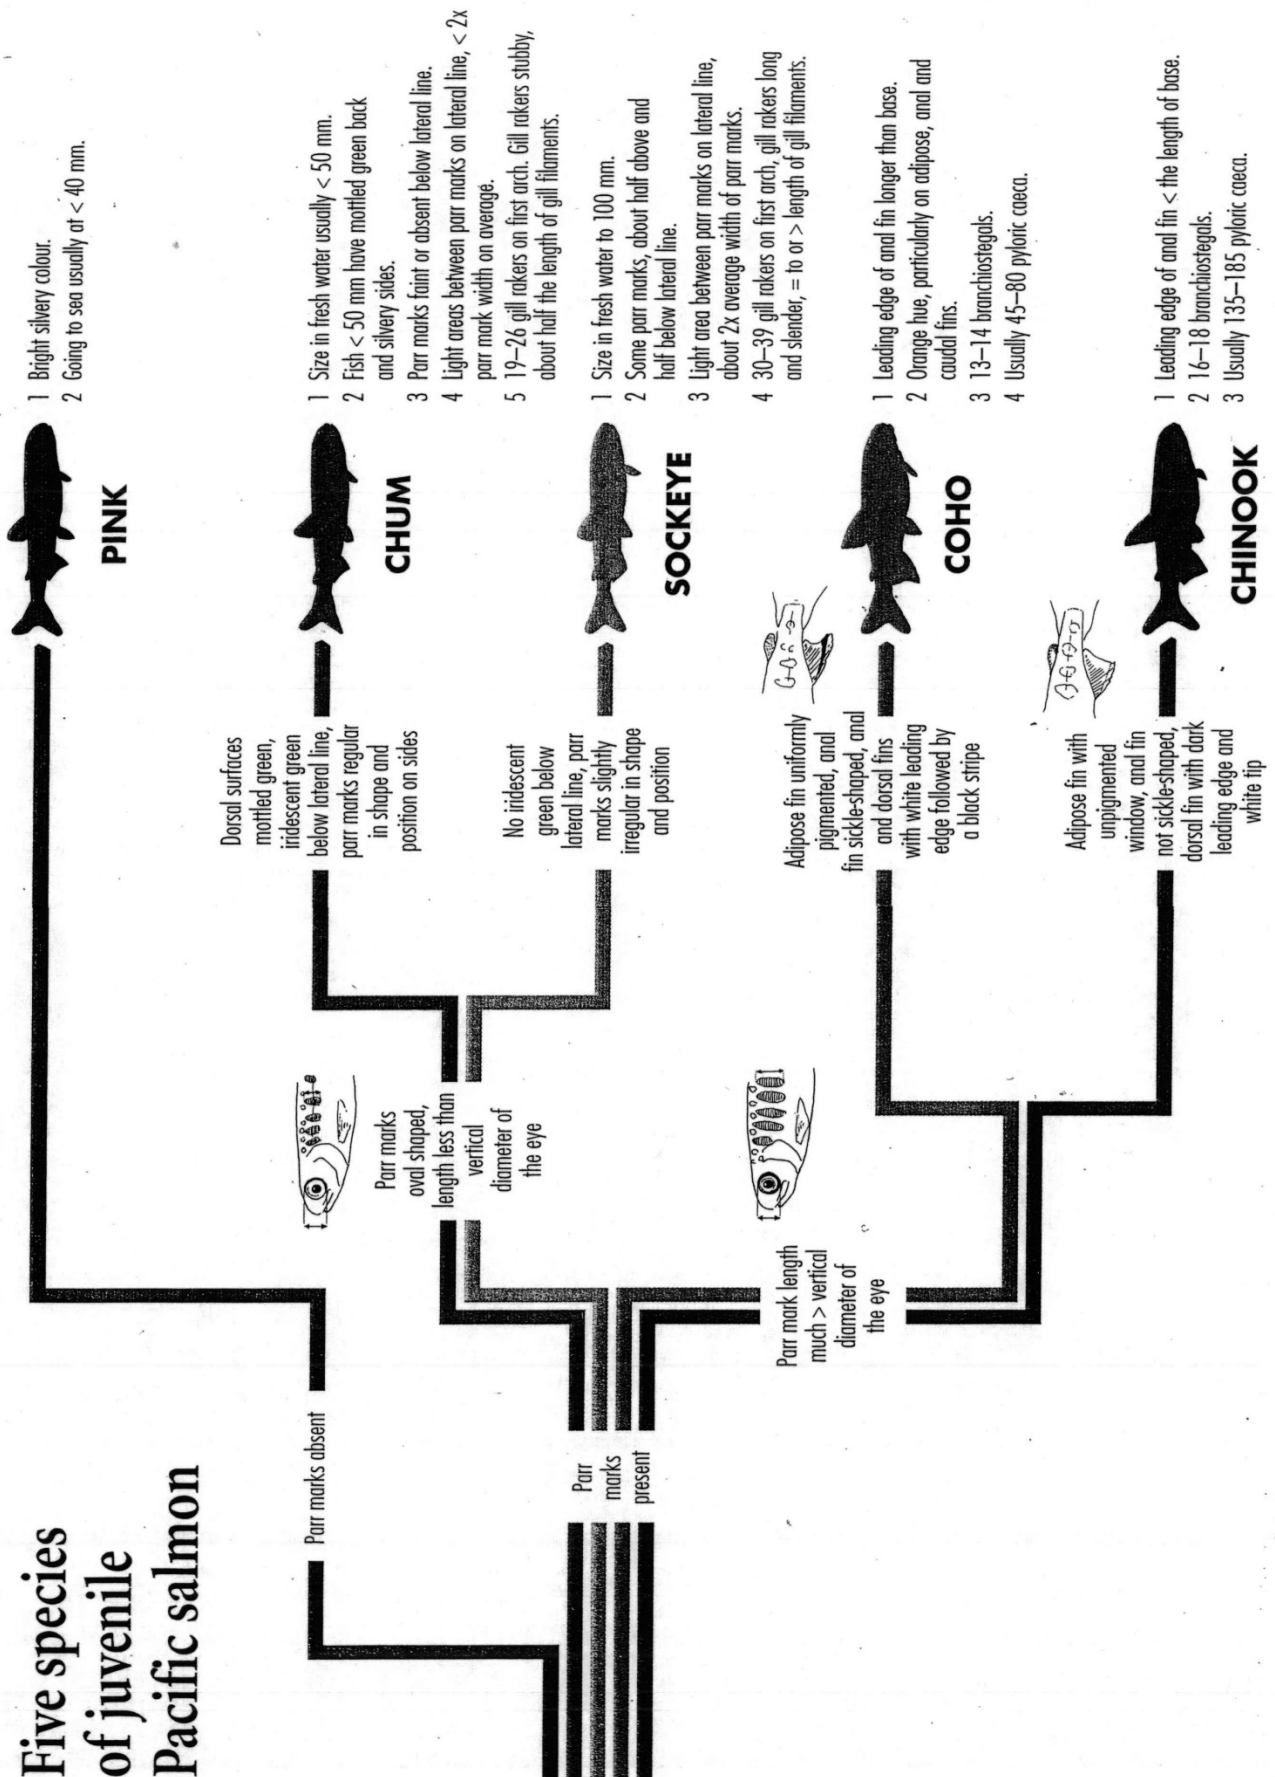 Five species
of juvenile
Pacific salmon
Parr marks absent
Parr
marks
present
Parr marks
oval shaped,
length less than
vertical
diameter of
the eye
Parr mark length
much > vertical
diameter of
the eye
Dorsal surfaces
mottled green,
iridescent green
below lateral line,
parr marks regular
in shape and
position on sides
No iridescent
green below
lateral line, parr
marks slightly
irregular in shape
and position
Adipose fin uniformly
pigmented, anal
fin sickle-shaped, anal
and dorsal fins
with white leading
edge followed by
a black stripe
Adipose fin with
unpigmented
window, anal fin
not sickle-shaped,
dorsal fin with dark
leading edge and
white tip
PINK
1 Bright silvery colour.
2 Going to sea usually at < 40 mm.
CHUM
1 Size in fresh water usually < 50 mm.
2 Fish < 50 mm have mottled green back
and silvery sides.
3 Parr marks faint or absent below lateral line.
4 Light areas between parr marks on lateral line, < 2x
parr mark width on average.
5 19–26 gill rakers on first arch. Gill rakers stubby,
about half the length of gill filaments.
SOCKEYE
1 Size in fresh water to 100 mm.
2 Some parr marks, about half above and
half below lateral line.
3 Light area between parr marks on lateral line,
about 2x average width of parr marks.
4 30–39 gill rakers on first arch, gill rakers long
and slender, = to or > length of gill filaments.
COHO
1 Leading edge of anal fin longer than base.
2 Orange hue, particularly on adipose, anal and
caudal fins.
3 13–14 branchiostegals.
4 Usually 45–80 pyloric caeca.
CHINOOK
1 Leading edge of anal fin < the length of base.
2 16–18 branchiostegals.
3 Usually 135–185 pyloric caeca.